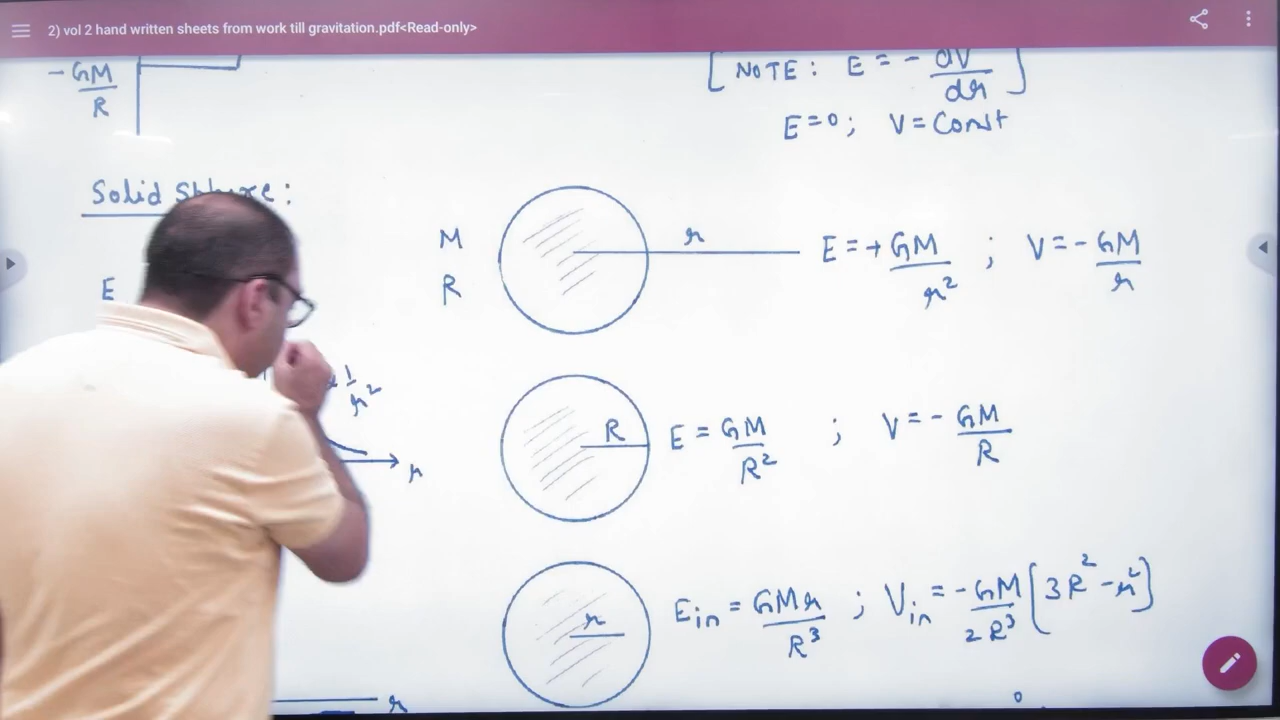 2) vol 2 hand written sheets from work till gravitation.pdf<Read-only>
-GM/R
[NOTE: E = - dV/dr]
E=0; V=Const
Solid Sphere:
M
R
r
E = + GM/r² ; V = - GM/r
E
1/r²
r
R
E = GM/R² ; V = - GM/R
r
E_in = GMr/R³ ; V_in = -GM/2R³ [3R² - r²]
r